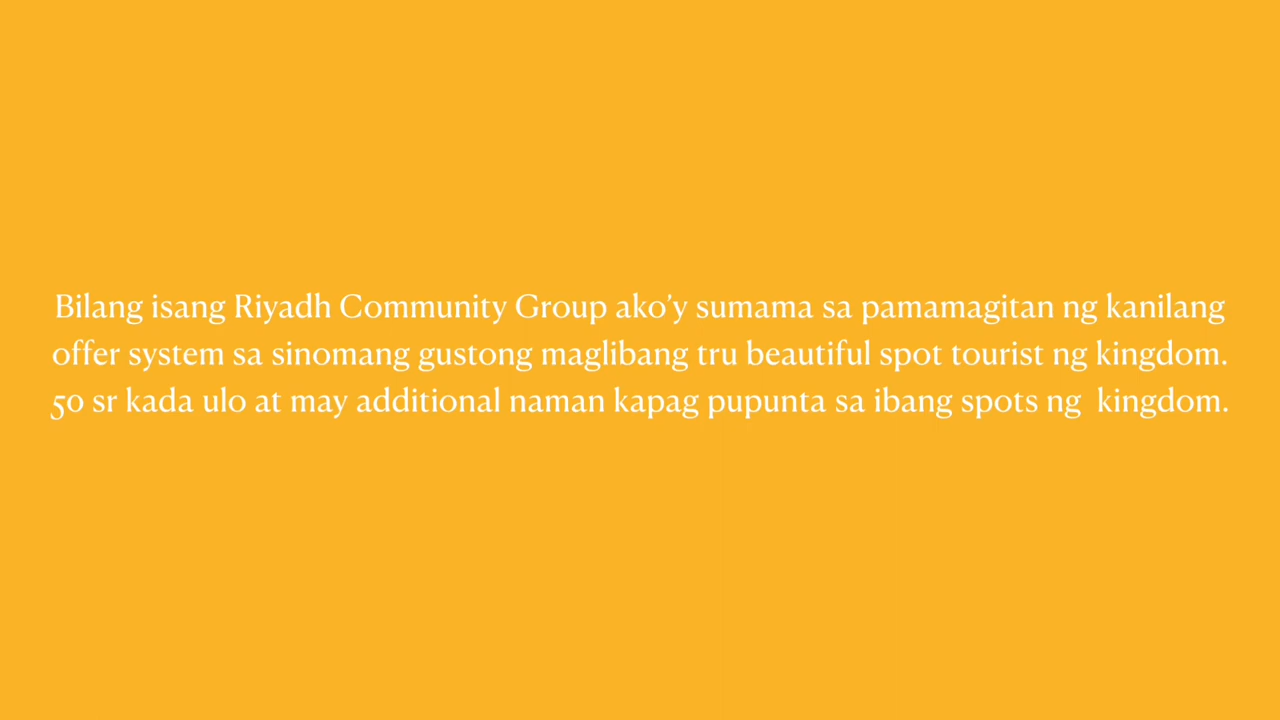 Bilang isang Riyadh Community Group ako'y sumama sa pamamagitan ng kanilang
offer system sa sinomang gustong maglibang tru beautiful spot tourist ng kingdom.
50 sr kada ulo at may additional naman kapag pupunta sa ibang spots ng  kingdom.